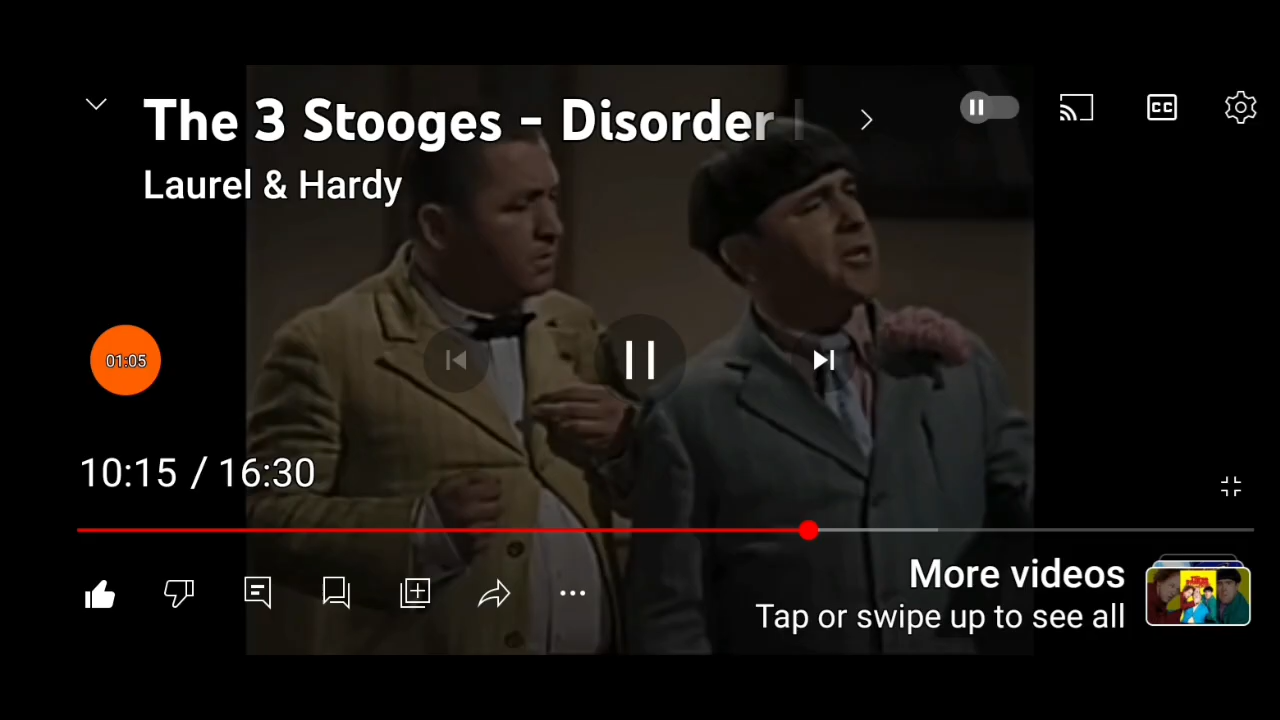 The 3 Stooges - Disorder
Laurel & Hardy
CC
01:05
10:15 / 16:30
More videos
Tap or swipe up to see all